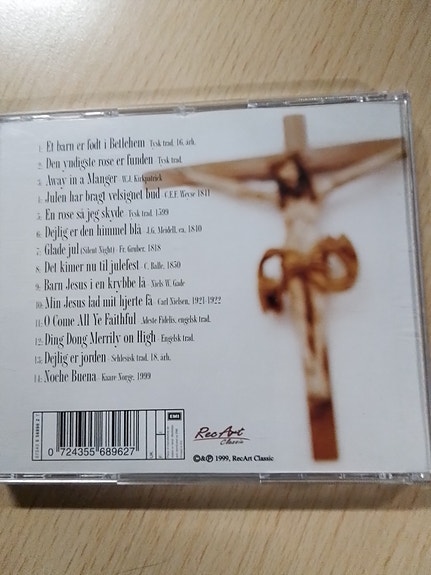 1. Et barn er født i Betlehem Tysk trad. 16. årh.
2. Den yndigste rose er funden Tysk trad.
3. Away in a Manger W.J. Kirkpatrick
4. Julen har bragt velsignet bud C.E.F. Weyse 1841
5. En rose så jeg skyde Tysk trad. 1599
6. Dejlig er den himmel blå J.G. Meidell, ca. 1840
7. Glade jul (Silent Night) Fr. Gruber, 1818
8. Det kimer nu til julefest C. Balle, 1850
9. Barn Jesus i en krybbe lå Niels W. Gade
10. Min Jesus lad mit hjerte få Carl Nielsen, 1921-1922
11. O Come All Ye Faithful Adeste Fidelis, engelsk trad.
12. Ding Dong Merrily on High Engelsk trad.
13. Dejlig er jorden Schlesisk trad. 18. årh.
14. Noche Buena Kaare Norge, 1999
0 724355 689627
EMI
RecArt
Classic
©&℗ 1999, RecArt Classic